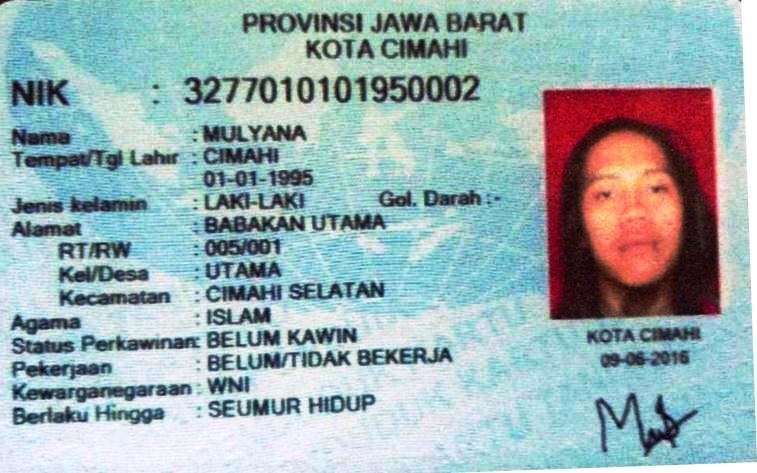 PROVINSI JAWA BARAT
KOTA CIMAHI
NIK : 3277010101950002
Nama : MULYANA
Tempat/Tgl Lahir : CIMAHI
01-01-1995
Jenis kelamin : LAKI-LAKI Gol. Darah :-
Alamat : BABAKAN UTAMA
RT/RW : 005/001
Kel/Desa : UTAMA
Kecamatan : CIMAHI SELATAN
Agama : ISLAM
Status Perkawinan: BELUM KAWIN
Pekerjaan : BELUM/TIDAK BEKERJA
Kewarganegaraan : WNI
Berlaku Hingga : SEUMUR HIDUP
KOTA CIMAHI
09-06-2016